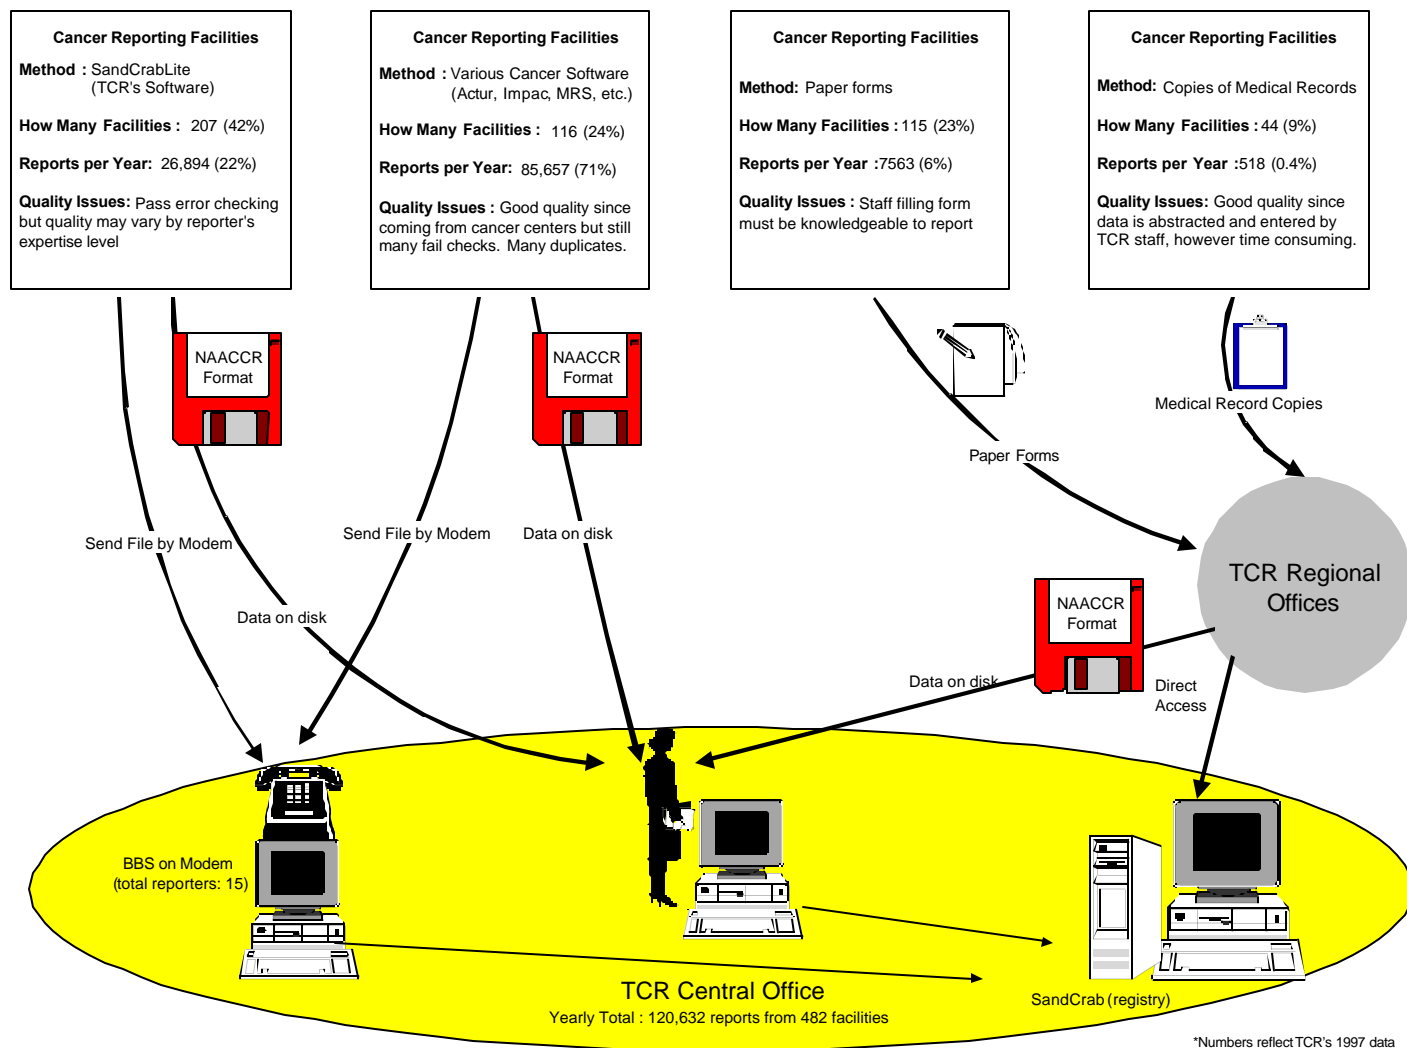 Cancer Reporting Facilities
Method : SandCrabLite
(TCR's Software)
How Many Facilities : 207 (42%)
Reports per Year: 26,894 (22%)
Quality Issues: Pass error checking
but quality may vary by reporter's
expertise level
Cancer Reporting Facilities
Method : Various Cancer Software
(Actur, Impac, MRS, etc.)
How Many Facilities : 116 (24%)
Reports per Year: 85,657 (71%)
Quality Issues : Good quality since
coming from cancer centers but still
many fail checks. Many duplicates.
Cancer Reporting Facilities
Method: Paper forms
How Many Facilities : 115 (23%)
Reports per Year :7563 (6%)
Quality Issues : Staff filling form
must be knowledgeable to report
Cancer Reporting Facilities
Method: Copies of Medical Records
How Many Facilities : 44 (9%)
Reports per Year :518 (0.4%)
Quality Issues: Good quality since
data is abstracted and entered by
TCR staff, however time consuming.
NAACCR
Format
NAACCR
Format
Medical Record Copies
Paper Forms
Send File by Modem
Send File by Modem
Data on disk
TCR Regional
Offices
NAACCR
Format
Data on disk
Data on disk
Direct
Access
BBS on Modem
(total reporters: 15)
SandCrab (registry)
TCR Central Office
Yearly Total : 120,632 reports from 482 facilities
*Numbers reflect TCR's 1997 data